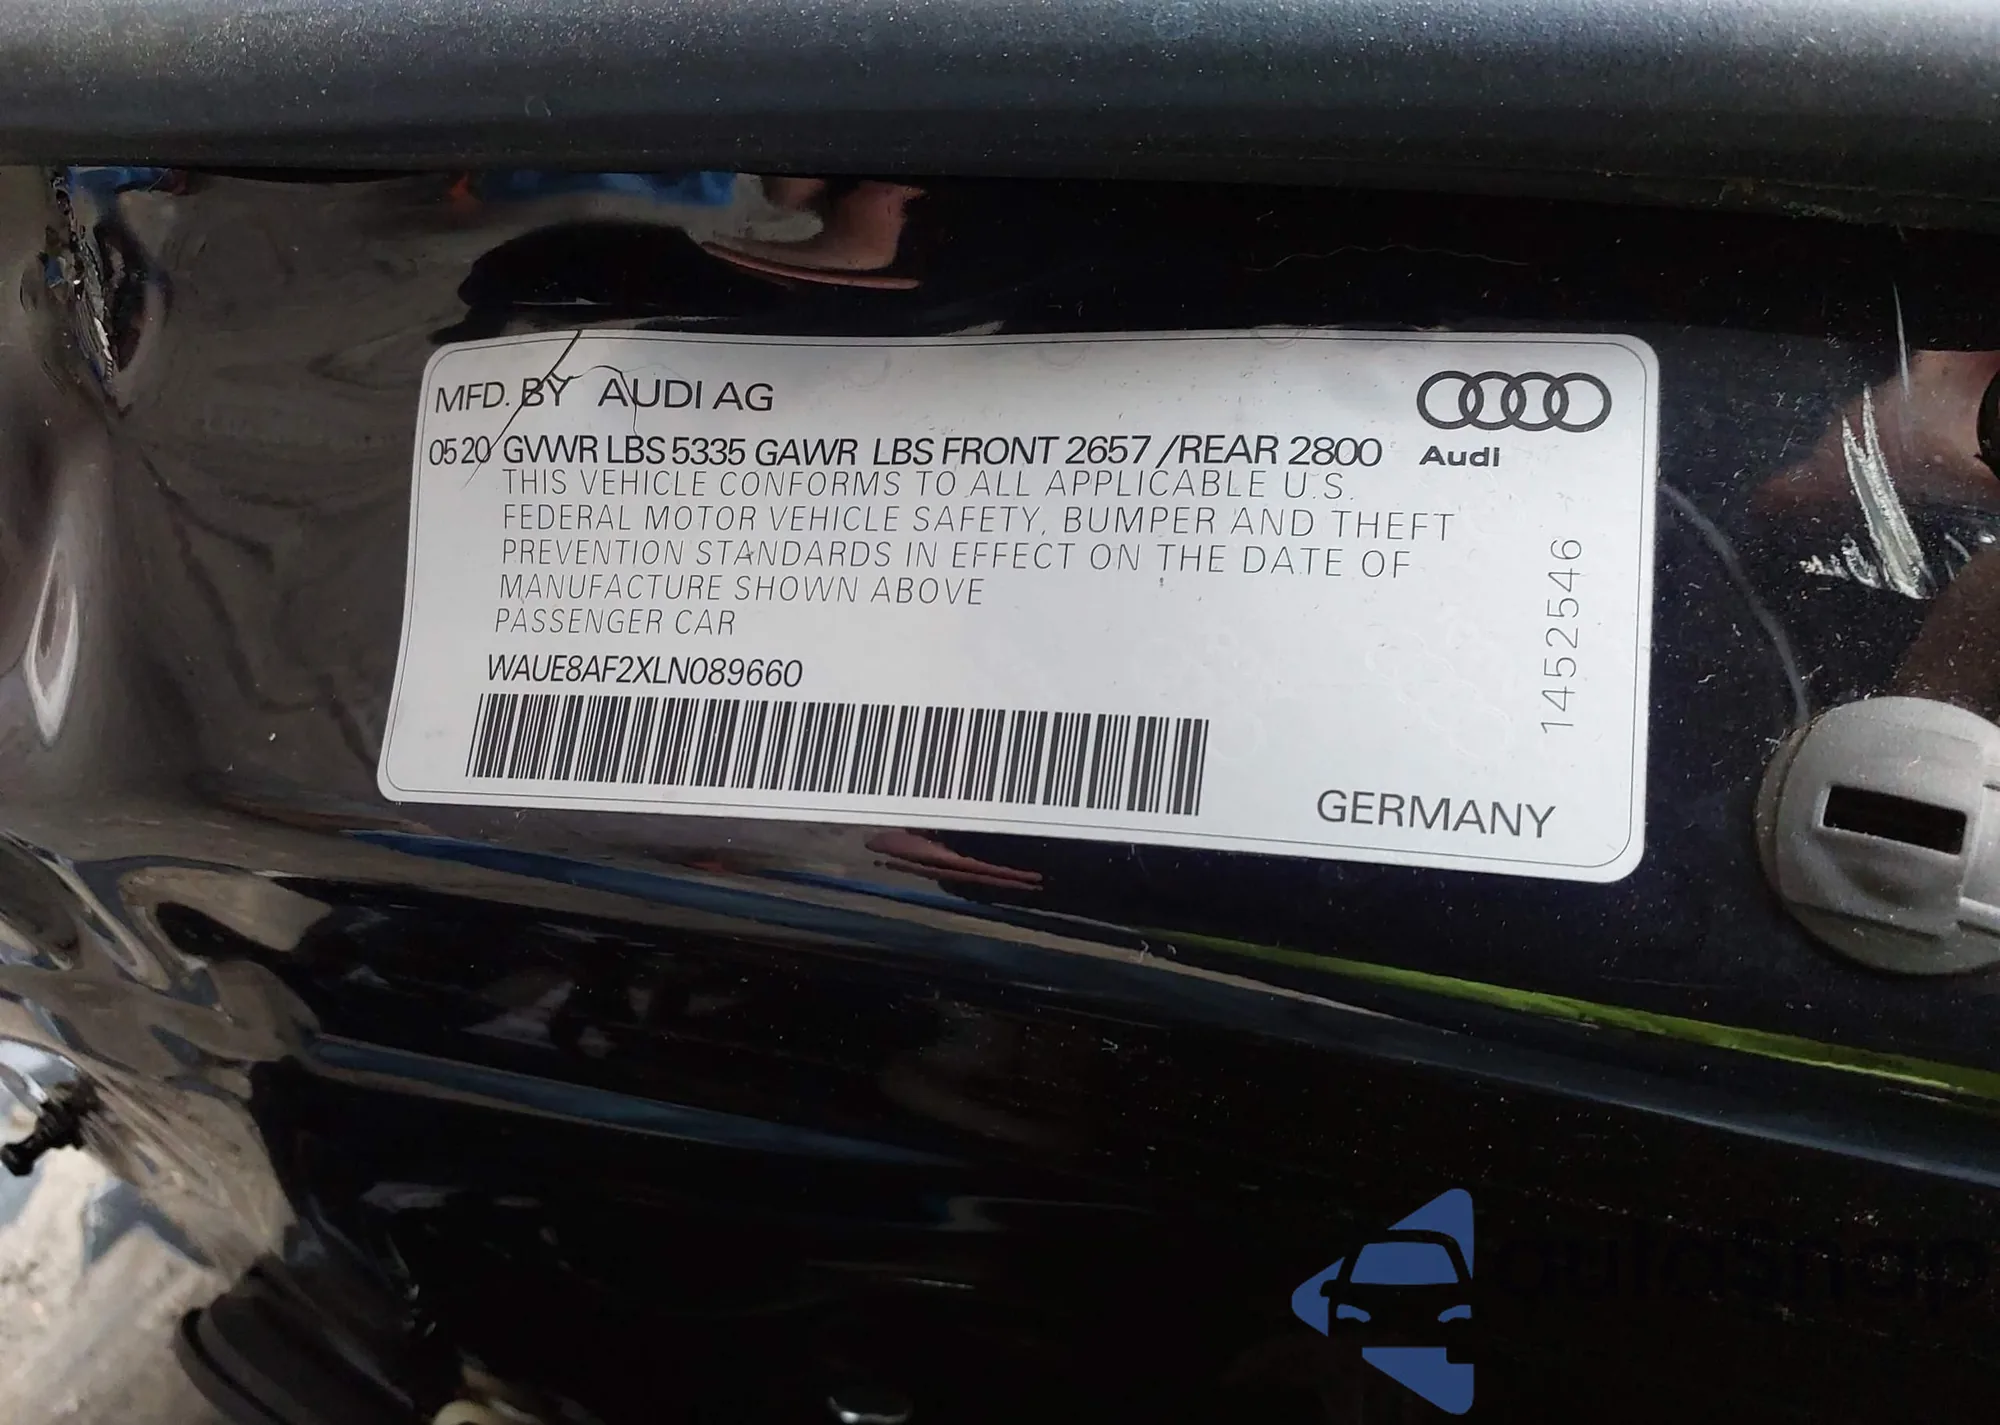 MFD. BY AUDI AG
05 20 GVWR LBS 5335 GAWR LBS FRONT 2657 /REAR 2800
Audi
THIS VEHICLE CONFORMS TO ALL APPLICABLE U.S.
FEDERAL MOTOR VEHICLE SAFETY, BUMPER AND THEFT
PREVENTION STANDARDS IN EFFECT ON THE DATE OF
MANUFACTURE SHOWN ABOVE
PASSENGER CAR
WAUE8AF2XLN089660
1452546
GERMANY